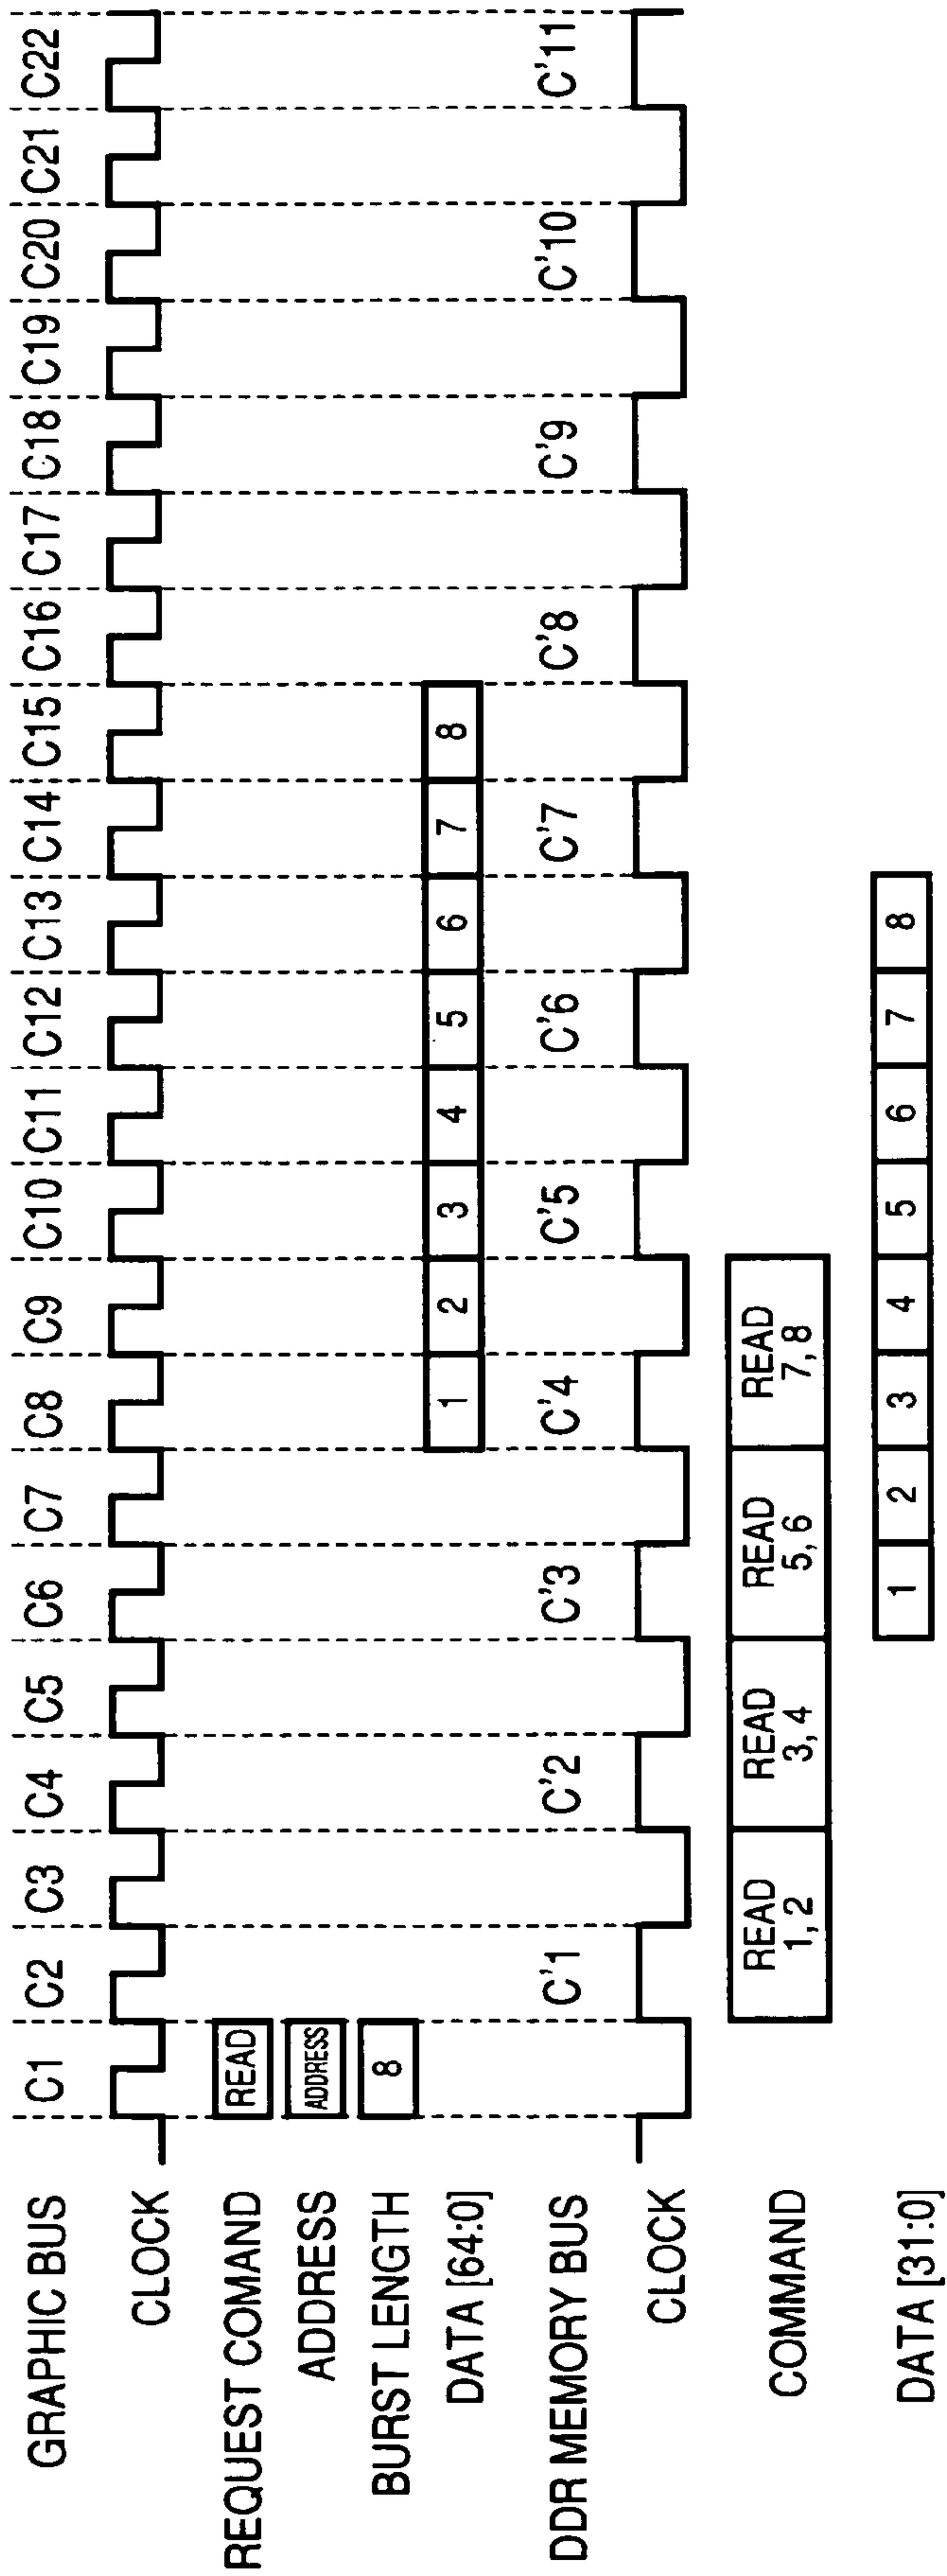 GRAPHIC BUS C1 C2 C3 C4 C5 C6 C7 C8 C9 C10 C11 C12 C13 C14 C15 C16 C17 C18 C19 C20 C21 C22
CLOCK
REQUEST COMAND READ
ADDRESS ADDRESS
BURST LENGTH 8
DATA [64:0] 1 2 3 4 5 6 7 8
DDR MEMORY BUS C'1 C'2 C'3 C'4 C'5 C'6 C'7 C'8 C'9 C'10 C'11
CLOCK
COMMAND READ 1, 2 READ 3, 4 READ 5, 6 READ 7, 8
DATA [31:0] 1 2 3 4 5 6 7 8